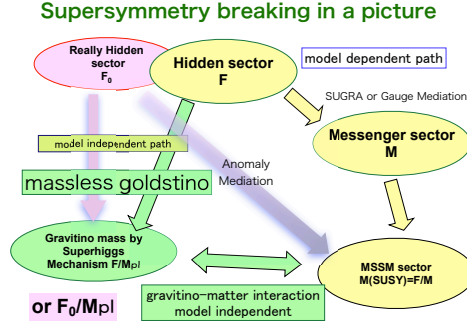 Supersymmetry breaking in a picture
Really Hidden
sector
F₀
Hidden sector
F
model dependent path
SUGRA or Gauge Mediation
Messenger sector
M
model independent path
Anomaly
Mediation
massless goldstino
Gravitino mass by
Superhiggs
Mechanism F/Mpl
MSSM sector
M(SUSY)=F/M
or F₀/Mpl
gravitino-matter interaction
model independent